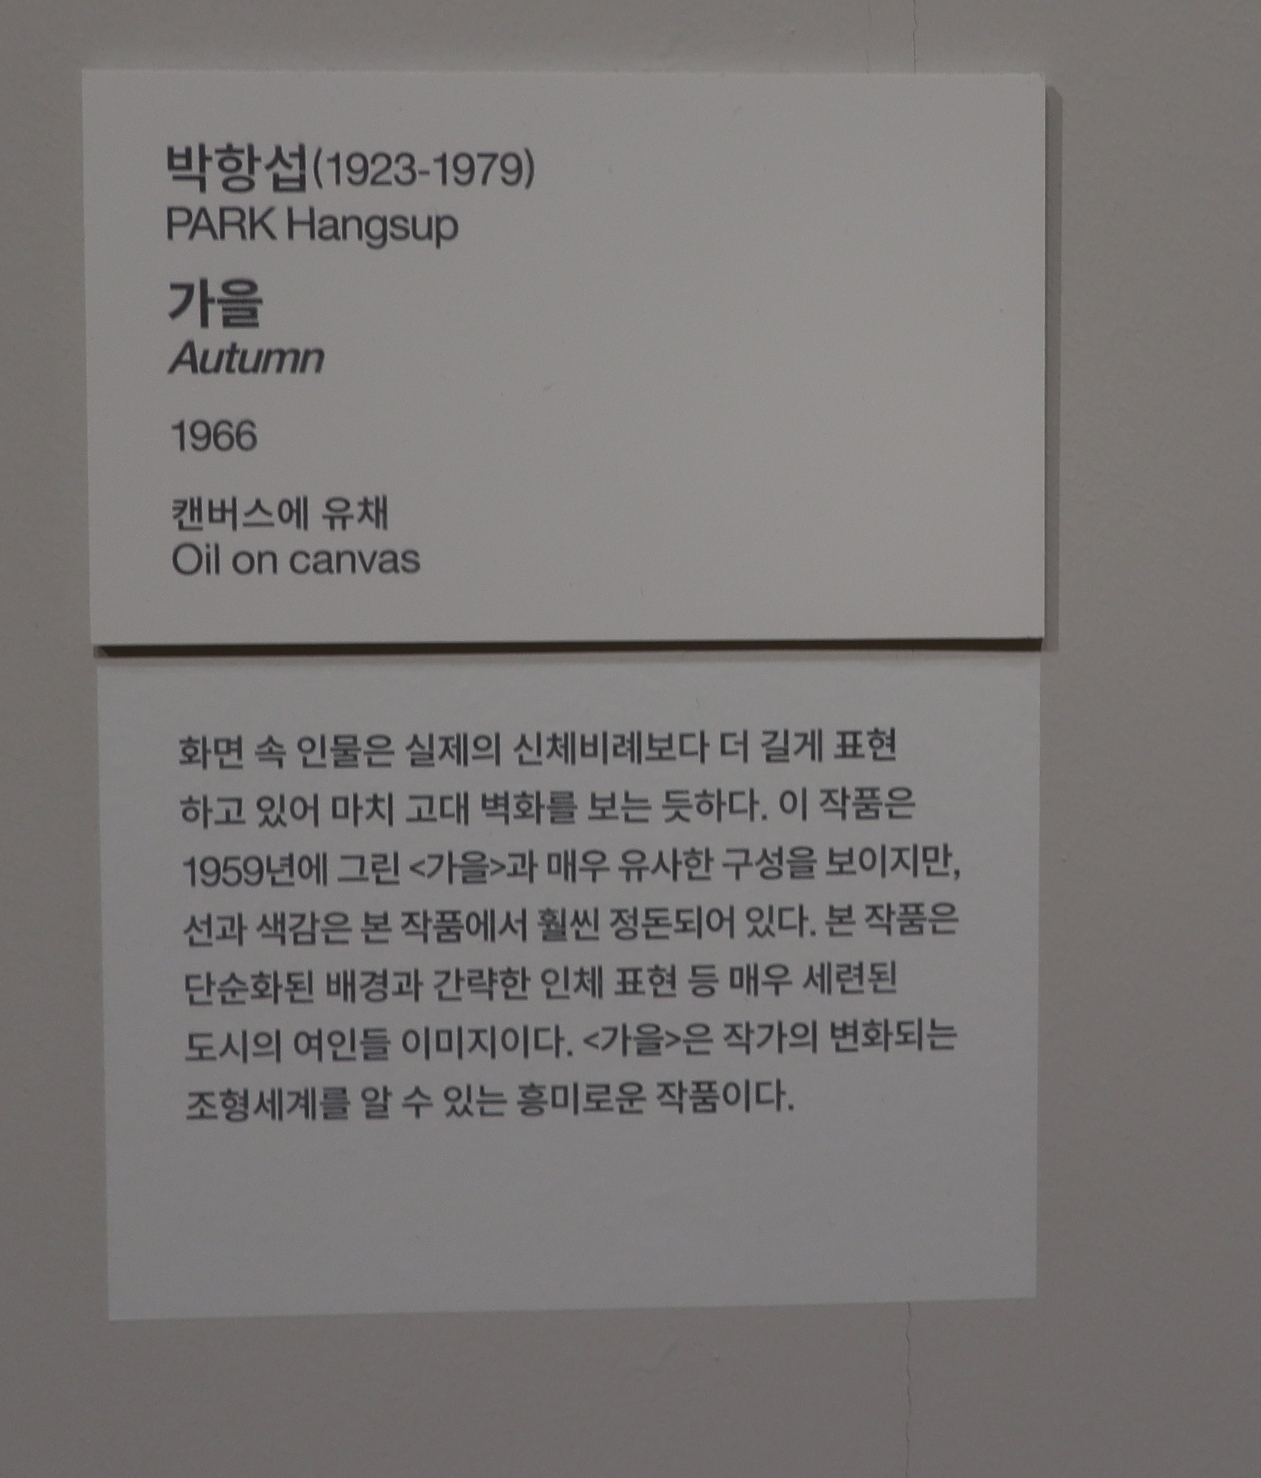 박항섭(1923-1979)
PARK Hangsup
가을
Autumn
1966
캔버스에 유채
Oil on canvas
화면 속 인물은 실제의 신체비례보다 더 길게 표현
하고 있어 마치 고대 벽화를 보는 듯하다. 이 작품은
1959년에 그린 <가을>과 매우 유사한 구성을 보이지만,
선과 색감은 본 작품에서 훨씬 정돈되어 있다. 본 작품은
단순화된 배경과 간략한 인체 표현 등 매우 세련된
도시의 여인들 이미지이다. <가을>은 작가의 변화되는
조형세계를 알 수 있는 흥미로운 작품이다.